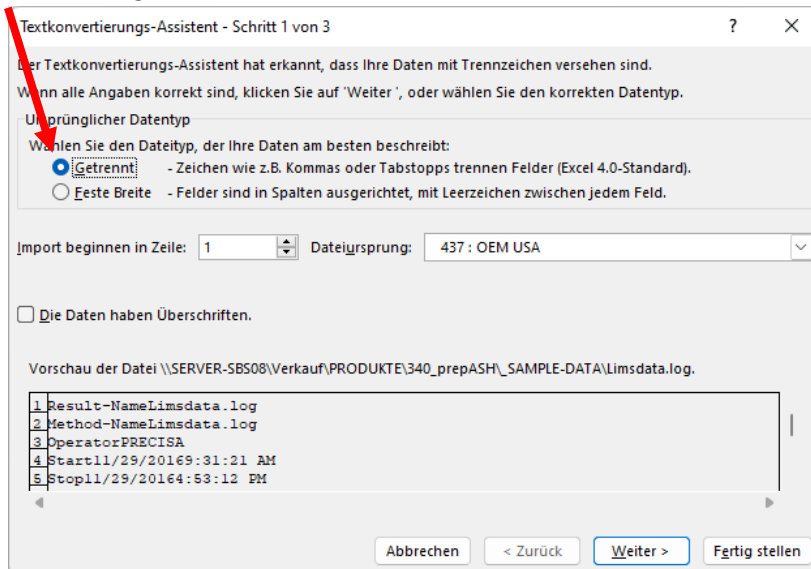 Textkonvertierungs-Assistent - Schritt 1 von 3 ? ×
Der Textkonvertierungs-Assistent hat erkannt, dass Ihre Daten mit Trennzeichen versehen sind.
Wenn alle Angaben korrekt sind, klicken Sie auf 'Weiter ', oder wählen Sie den korrekten Datentyp.
Ursprünglicher Datentyp
Wählen Sie den Dateityp, der Ihre Daten am besten beschreibt:
Getrennt - Zeichen wie z.B. Kommas oder Tabstopps trennen Felder (Excel 4.0-Standard).
Feste Breite - Felder sind in Spalten ausgerichtet, mit Leerzeichen zwischen jedem Feld.
Import beginnen in Zeile: 1 Dateiursprung: 437 : OEM USA
Die Daten haben Überschriften.
Vorschau der Datei \\SERVER-SBS08\Verkauf\PRODUKTE\340_prepASH\_SAMPLE-DATA\Limsdata.log.
1 Result-NameLimsdata.log
2 Method-NameLimsdata.log
3 OperatorPRECISA
4 Start11/29/20169:31:21 AM
5 Stop11/29/20164:53:12 PM
Abbrechen < Zurück Weiter > Fertig stellen